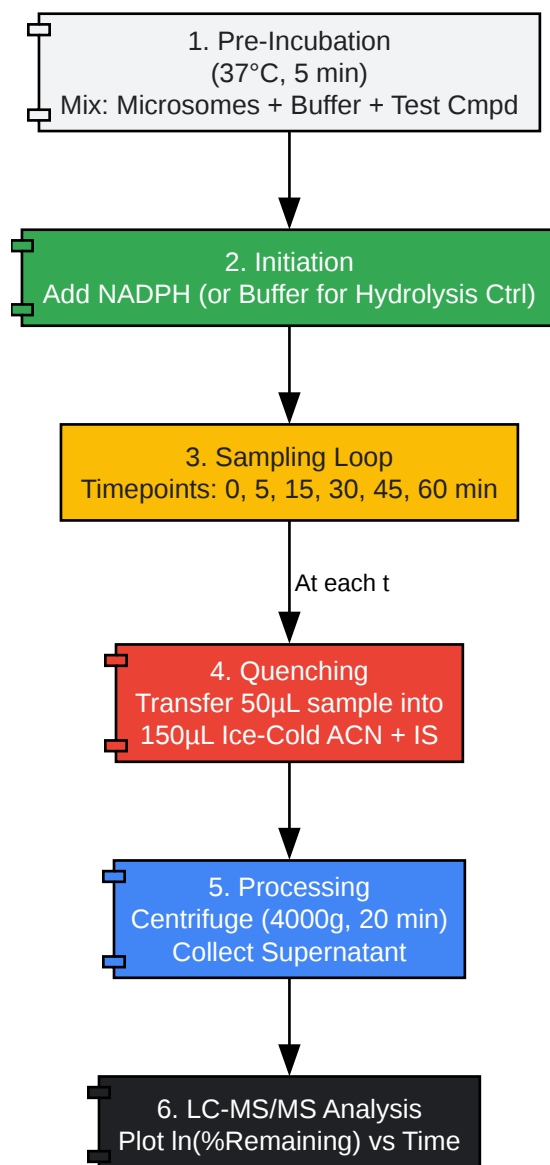 1. Pre-Incubation
(37°C, 5 min)
Mix: Microsomes + Buffer + Test Cmpd
2. Initiation
Add NADPH (or Buffer for Hydrolysis Ctrl)
3. Sampling Loop
Timepoints: 0, 5, 15, 30, 45, 60 min
At each t
4. Quenching
Transfer 50µL sample into
150µL Ice-Cold ACN + IS
5. Processing
Centrifuge (4000g, 20 min)
Collect Supernatant
6. LC-MS/MS Analysis
Plot ln(%Remaining) vs Time